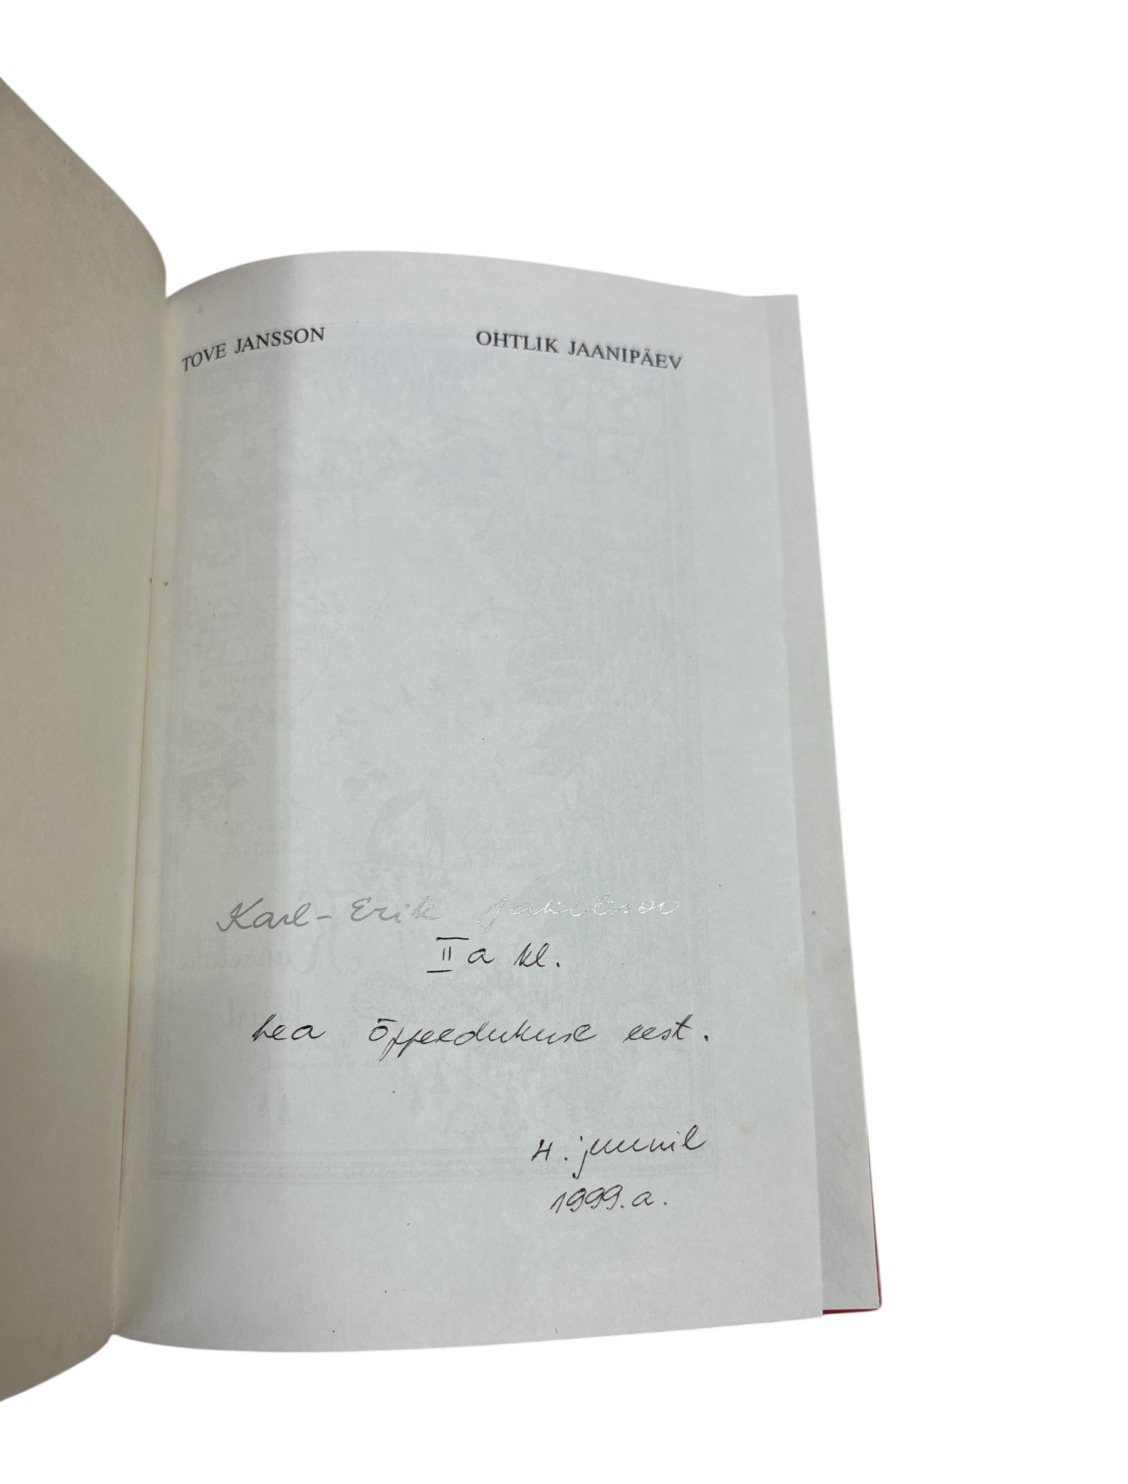 TOVE JANSSON OHTLIK JAANIPÄEV
Karl-Erik
II a kl.
hea õppeedukuse eest.
4. juunil
1999.a.